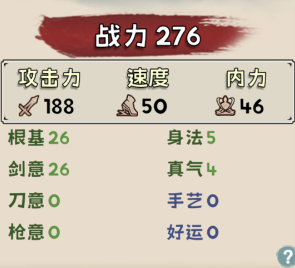 战力 276
攻击力 速度 内力
188 50 46
根基 26 身法 5
剑意 26 真气 4
刀意 0 手艺 0
枪意 0 好运 0
?